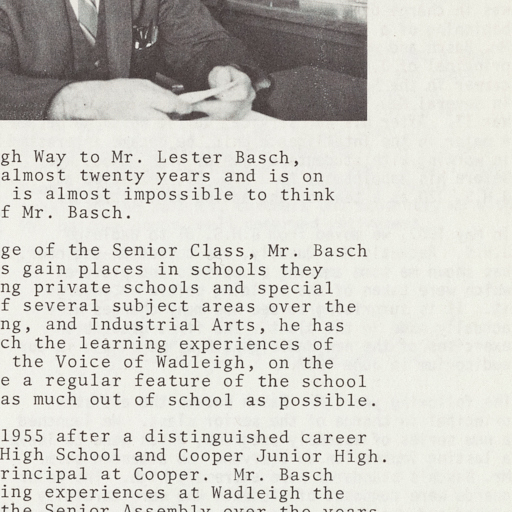 gh Way to Mr. Lester Basch,
almost twenty years and is on
is almost impossible to think
f Mr. Basch.
ge of the Senior Class, Mr. Basch
s gain places in schools they
ng private schools and special
f several subject areas over the
ng, and Industrial Arts, he has
ch the learning experiences of
the Voice of Wadleigh, on the
e a regular feature of the school
as much out of school as possible.
1955 after a distinguished career
High School and Cooper Junior High.
rincipal at Cooper. Mr. Basch
ing experiences at Wadleigh the
the Senior Assembly over the years